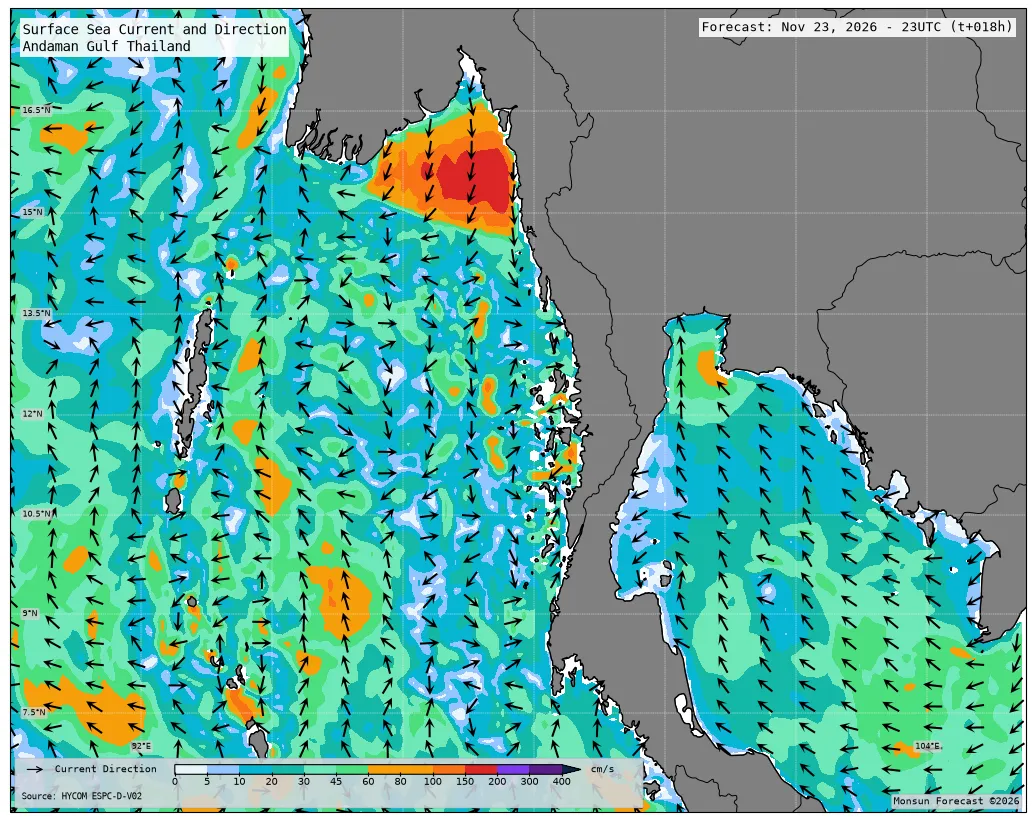 Surface Sea Current and Direction
Andaman Gulf Thailand
Forecast: Nov 23, 2026 - 23UTC (t+018h)
16.5°N
15°N
13.5°N
12°N
10.5°N
9°N
7.5°N
92°E
104°E
Current Direction
0 5 10 20 30 45 60 80 100 150 200 300 400 cm/s
Source: HYCOM ESPC-D-V02
Monsun Forecast ©2026